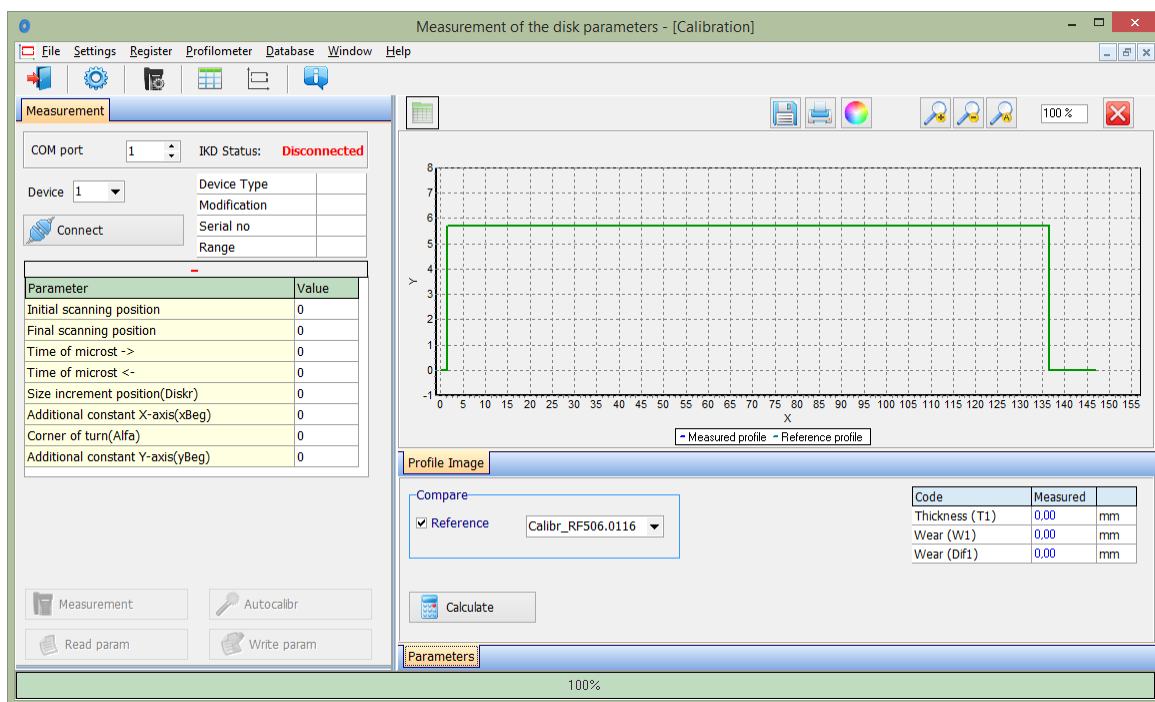 Measurement of the disk parameters - [Calibration]
File Settings Register Profilometer Database Window Help
Measurement
COM port 1 IKD Status: Disconnected
Device 1
Connect
Device Type
Modification
Serial no
Range
-
Parameter Value
Initial scanning position 0
Final scanning position 0
Time of microst -> 0
Time of microst <- 0
Size increment position(Diskr) 0
Additional constant X-axis(xBeg) 0
Corner of turn(Alfa) 0
Additional constant Y-axis(yBeg) 0
Measurement Autocalibr
Read param Write param
100 %
8
7
6
5
4
3
2
1
0
-1
Y
0 5 10 15 20 25 30 35 40 45 50 55 60 65 70 75 80 85 90 95 100 105 110 115 120 125 130 135 140 145 150 155
X
Measured profile Reference profile
Profile Image
Compare
Reference Calibr_RF506.0116
Code Measured
Thickness (T1) 0,00 mm
Wear (W1) 0,00 mm
Wear (Dif1) 0,00 mm
Calculate
Parameters
100%